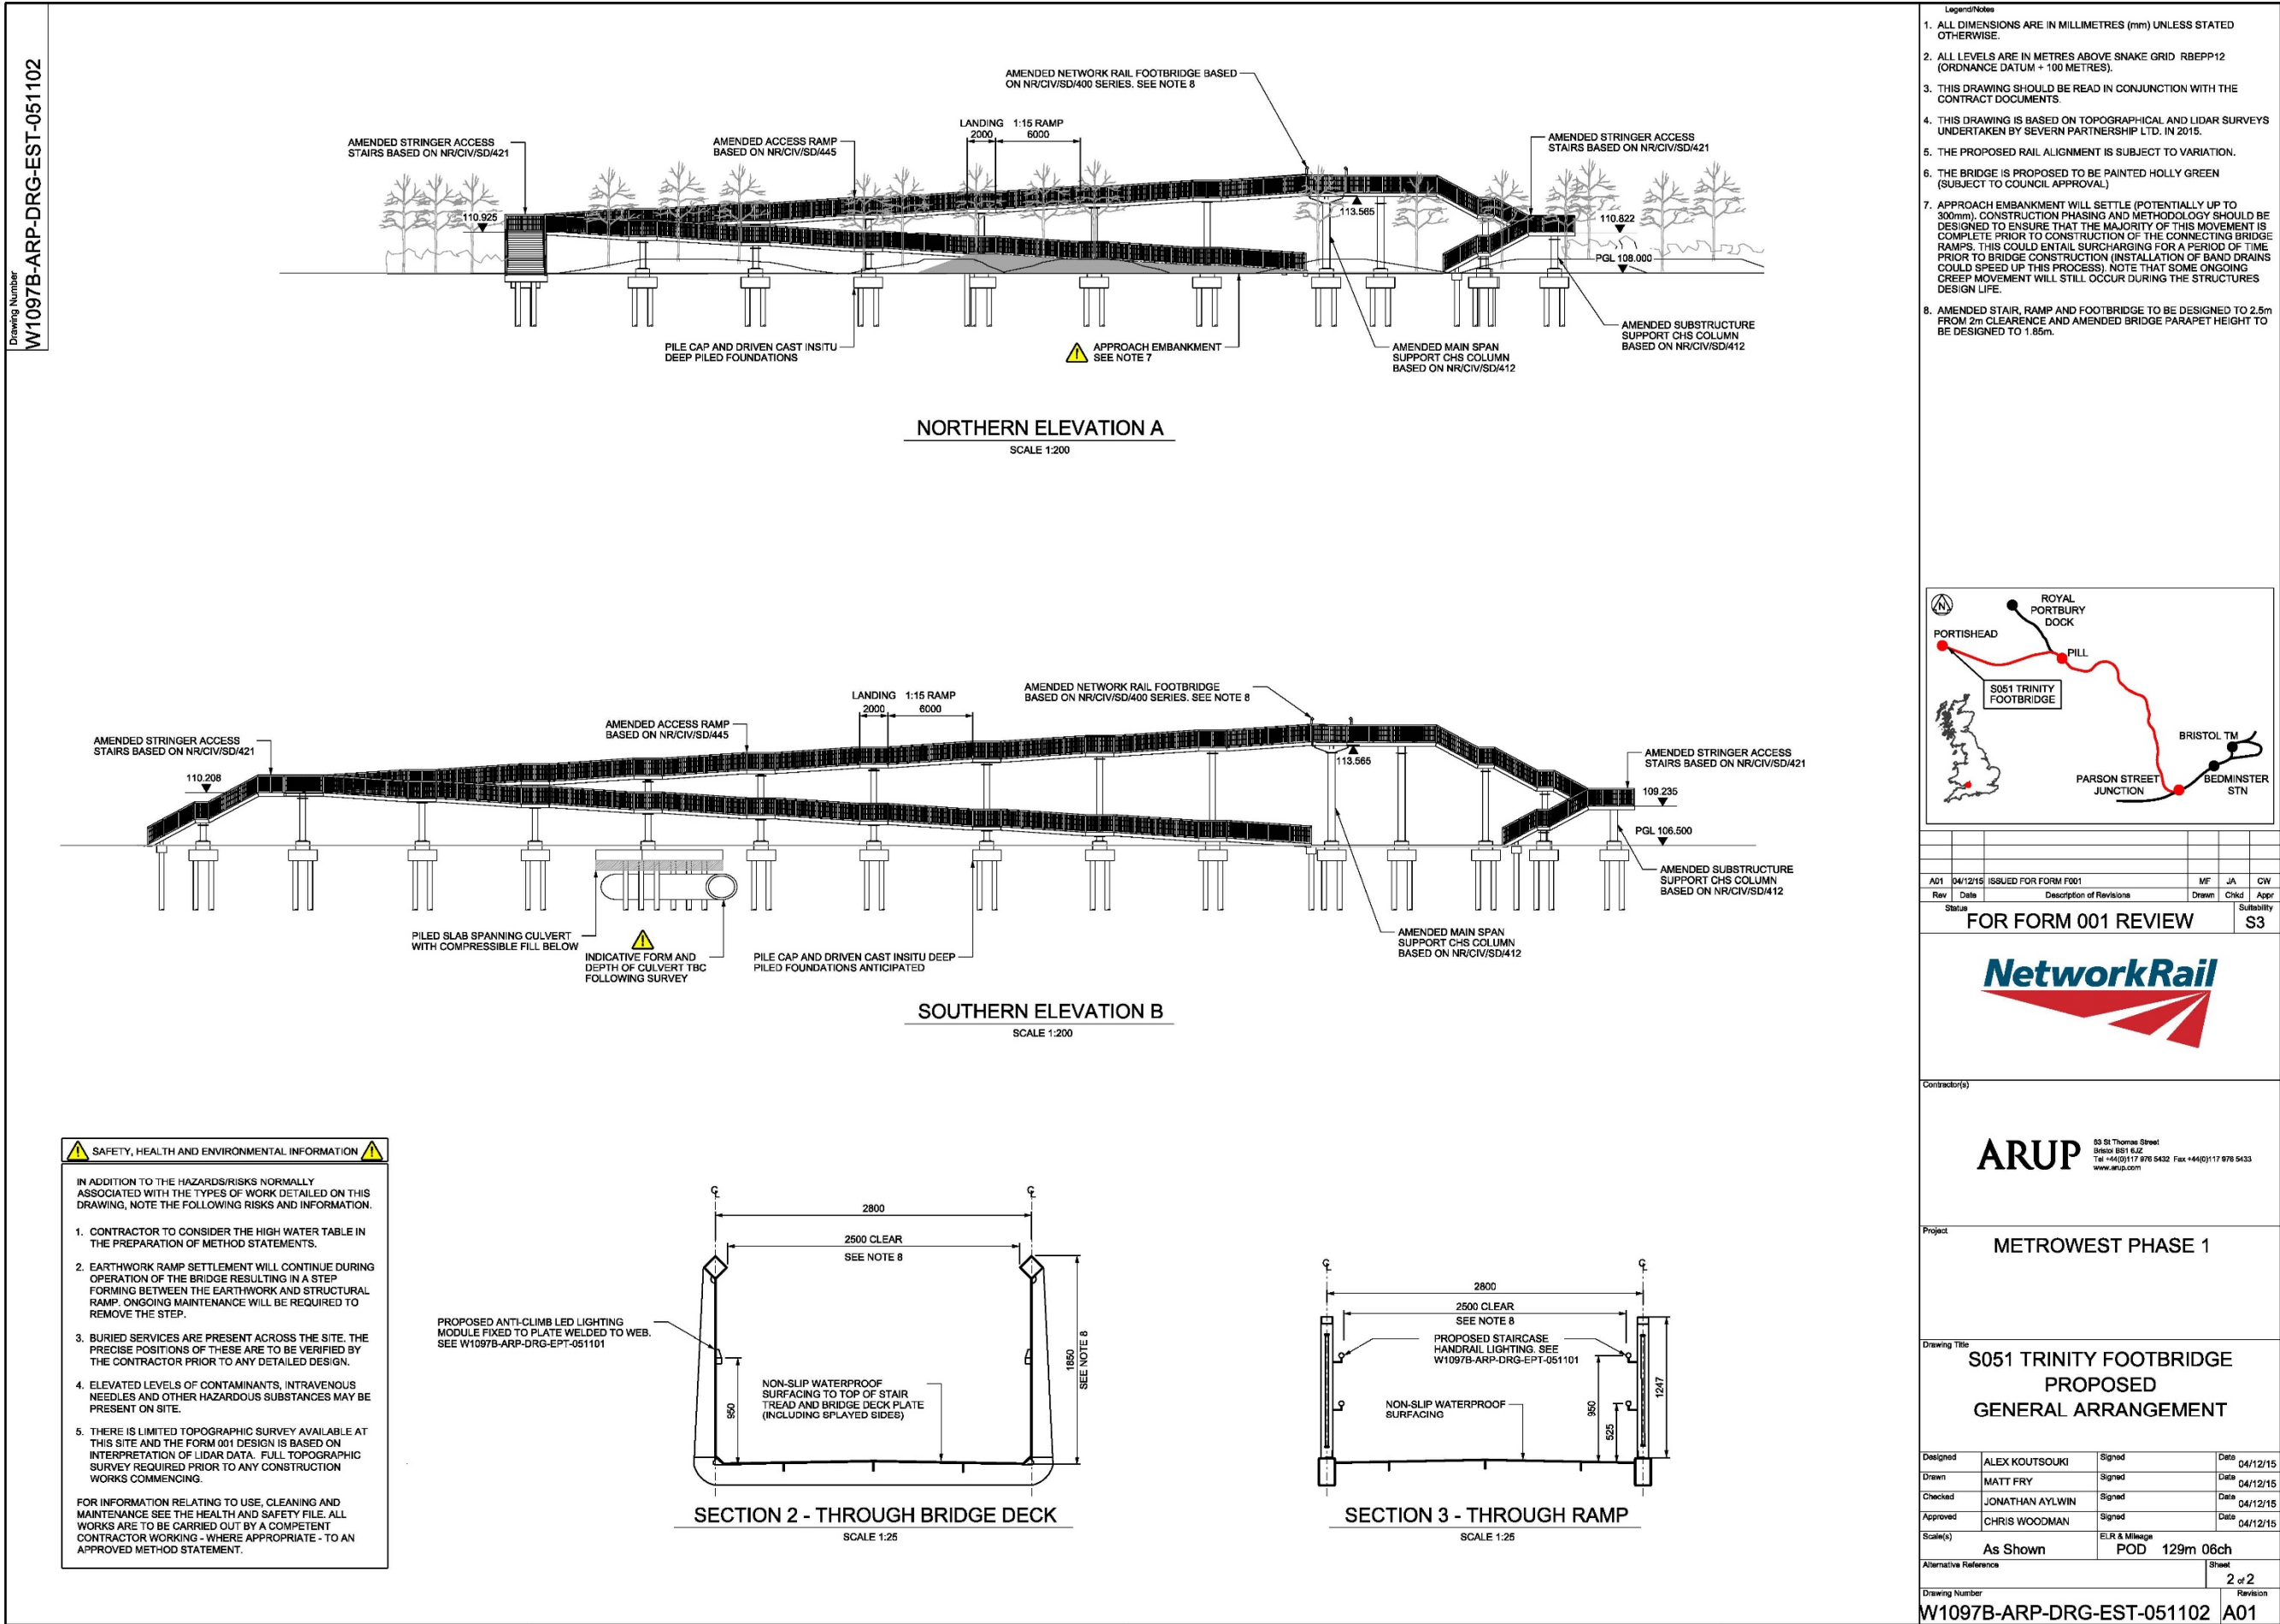 Drawing Number
W1097B-ARP-DRG-EST-051102
AMENDED NETWORK RAIL FOOTBRIDGE BASED
ON NR/CIV/SD/400 SERIES. SEE NOTE 8
LANDING 1:15 RAMP
2000 6000
AMENDED STRINGER ACCESS
STAIRS BASED ON NR/CIV/SD/421
AMENDED ACCESS RAMP
BASED ON NR/CIV/SD/445
AMENDED STRINGER ACCESS
STAIRS BASED ON NR/CIV/SD/421
110.925
113.565
110.822
PGL 108.000
PILE CAP AND DRIVEN CAST INSITU
DEEP PILED FOUNDATIONS
APPROACH EMBANKMENT
SEE NOTE 7
AMENDED MAIN SPAN
SUPPORT CHS COLUMN
BASED ON NR/CIV/SD/412
AMENDED SUBSTRUCTURE
SUPPORT CHS COLUMN
BASED ON NR/CIV/SD/412
NORTHERN ELEVATION A
SCALE 1:200
AMENDED NETWORK RAIL FOOTBRIDGE
BASED ON NR/CIV/SD/400 SERIES. SEE NOTE 8
LANDING 1:15 RAMP
2000 6000
AMENDED ACCESS RAMP
BASED ON NR/CIV/SD/445
AMENDED STRINGER ACCESS
STAIRS BASED ON NR/CIV/SD/421
110.208
113.565
AMENDED STRINGER ACCESS
STAIRS BASED ON NR/CIV/SD/421
109.235
PGL 106.500
AMENDED SUBSTRUCTURE
SUPPORT CHS COLUMN
BASED ON NR/CIV/SD/412
PILED SLAB SPANNING CULVERT
WITH COMPRESSIBLE FILL BELOW
INDICATIVE FORM AND
DEPTH OF CULVERT TBC
FOLLOWING SURVEY
PILE CAP AND DRIVEN CAST INSITU DEEP
PILED FOUNDATIONS ANTICIPATED
AMENDED MAIN SPAN
SUPPORT CHS COLUMN
BASED ON NR/CIV/SD/412
SOUTHERN ELEVATION B
SCALE 1:200
SAFETY, HEALTH AND ENVIRONMENTAL INFORMATION
IN ADDITION TO THE HAZARDS/RISKS NORMALLY
ASSOCIATED WITH THE TYPES OF WORK DETAILED ON THIS
DRAWING, NOTE THE FOLLOWING RISKS AND INFORMATION.
1. CONTRACTOR TO CONSIDER THE HIGH WATER TABLE IN
THE PREPARATION OF METHOD STATEMENTS.
2. EARTHWORK RAMP SETTLEMENT WILL CONTINUE DURING
OPERATION OF THE BRIDGE RESULTING IN A STEP
FORMING BETWEEN THE EARTHWORK AND STRUCTURAL
RAMP. ONGOING MAINTENANCE WILL BE REQUIRED TO
REMOVE THE STEP.
3. BURIED SERVICES ARE PRESENT ACROSS THE SITE. THE
PRECISE POSITIONS OF THESE ARE TO BE VERIFIED BY
THE CONTRACTOR PRIOR TO ANY DETAILED DESIGN.
4. ELEVATED LEVELS OF CONTAMINANTS, INTRAVENOUS
NEEDLES AND OTHER HAZARDOUS SUBSTANCES MAY BE
PRESENT ON SITE.
5. THERE IS LIMITED TOPOGRAPHIC SURVEY AVAILABLE AT
THIS SITE AND THE FORM 001 DESIGN IS BASED ON
INTERPRETATION OF LIDAR DATA. FULL TOPOGRAPHIC
SURVEY REQUIRED PRIOR TO ANY CONSTRUCTION
WORKS COMMENCING.
FOR INFORMATION RELATING TO USE, CLEANING AND
MAINTENANCE SEE THE HEALTH AND SAFETY FILE. ALL
WORKS ARE TO BE CARRIED OUT BY A COMPETENT
CONTRACTOR WORKING - WHERE APPROPRIATE - TO AN
APPROVED METHOD STATEMENT.
2800
2500 CLEAR
SEE NOTE 8
PROPOSED ANTI-CLIMB LED LIGHTING
MODULE FIXED TO PLATE WELDED TO WEB.
SEE W1097B-ARP-DRG-EPT-051101
950
NON-SLIP WATERPROOF
SURFACING TO TOP OF STAIR
TREAD AND BRIDGE DECK PLATE
(INCLUDING SPLAYED SIDES)
1850
SEE NOTE 8
SECTION 2 - THROUGH BRIDGE DECK
SCALE 1:25
2800
2500 CLEAR
SEE NOTE 8
PROPOSED STAIRCASE
HANDRAIL LIGHTING. SEE
W1097B-ARP-DRG-EPT-051101
NON-SLIP WATERPROOF
SURFACING
950
525
1247
SECTION 3 - THROUGH RAMP
SCALE 1:25
Legend/Notes
1. ALL DIMENSIONS ARE IN MILLIMETRES (mm) UNLESS STATED
OTHERWISE.
2. ALL LEVELS ARE IN METRES ABOVE SNAKE GRID RBEPP12
(ORDNANCE DATUM + 100 METRES).
3. THIS DRAWING SHOULD BE READ IN CONJUNCTION WITH THE
CONTRACT DOCUMENTS.
4. THIS DRAWING IS BASED ON TOPOGRAPHICAL AND LIDAR SURVEYS
UNDERTAKEN BY SEVERN PARTNERSHIP LTD. IN 2015.
5. THE PROPOSED RAIL ALIGNMENT IS SUBJECT TO VARIATION.
6. THE BRIDGE IS PROPOSED TO BE PAINTED HOLLY GREEN
(SUBJECT TO COUNCIL APPROVAL)
7. APPROACH EMBANKMENT WILL SETTLE (POTENTIALLY UP TO
300mm). CONSTRUCTION PHASING AND METHODOLOGY SHOULD BE
DESIGNED TO ENSURE THAT THE MAJORITY OF THIS MOVEMENT IS
COMPLETE PRIOR TO CONSTRUCTION OF THE CONNECTING BRIDGE
RAMPS. THIS COULD ENTAIL SURCHARGING FOR A PERIOD OF TIME
PRIOR TO BRIDGE CONSTRUCTION (INSTALLATION OF BAND DRAINS
COULD SPEED UP THIS PROCESS). NOTE THAT SOME ONGOING
CREEP MOVEMENT WILL STILL OCCUR DURING THE STRUCTURES
DESIGN LIFE.
8. AMENDED STAIR, RAMP AND FOOTBRIDGE TO BE DESIGNED TO 2.5m
FROM 2m CLEARENCE AND AMENDED BRIDGE PARAPET HEIGHT TO
BE DESIGNED TO 1.85m.
N
ROYAL
PORTBURY
DOCK
PORTISHEAD
PILL
S051 TRINITY
FOOTBRIDGE
BRISTOL TM
PARSON STREET
JUNCTION
BEDMINSTER
STN
A01 04/12/15 ISSUED FOR FORM F001 MF JA CW
Rev Date Description of Revisions Drawn Chkd Appr
Status Suitability
FOR FORM 001 REVIEW S3
NetworkRail
Contractor(s)
ARUP
63 St Thomas Street
Bristol BS1 6JZ
Tel +44(0)117 976 5432 Fax +44(0)117 976 5433
www.arup.com
Project
METROWEST PHASE 1
Drawing Title
S051 TRINITY FOOTBRIDGE
PROPOSED
GENERAL ARRANGEMENT
Designed ALEX KOUTSOUKI Signed Date 04/12/15
Drawn MATT FRY Signed Date 04/12/15
Checked JONATHAN AYLWIN Signed Date 04/12/15
Approved CHRIS WOODMAN Signed Date 04/12/15
Scale(s) ELR & Mileage
As Shown POD 129m 06ch
Alternative Reference Sheet
2 of 2
Drawing Number Revision
W1097B-ARP-DRG-EST-051102 A01